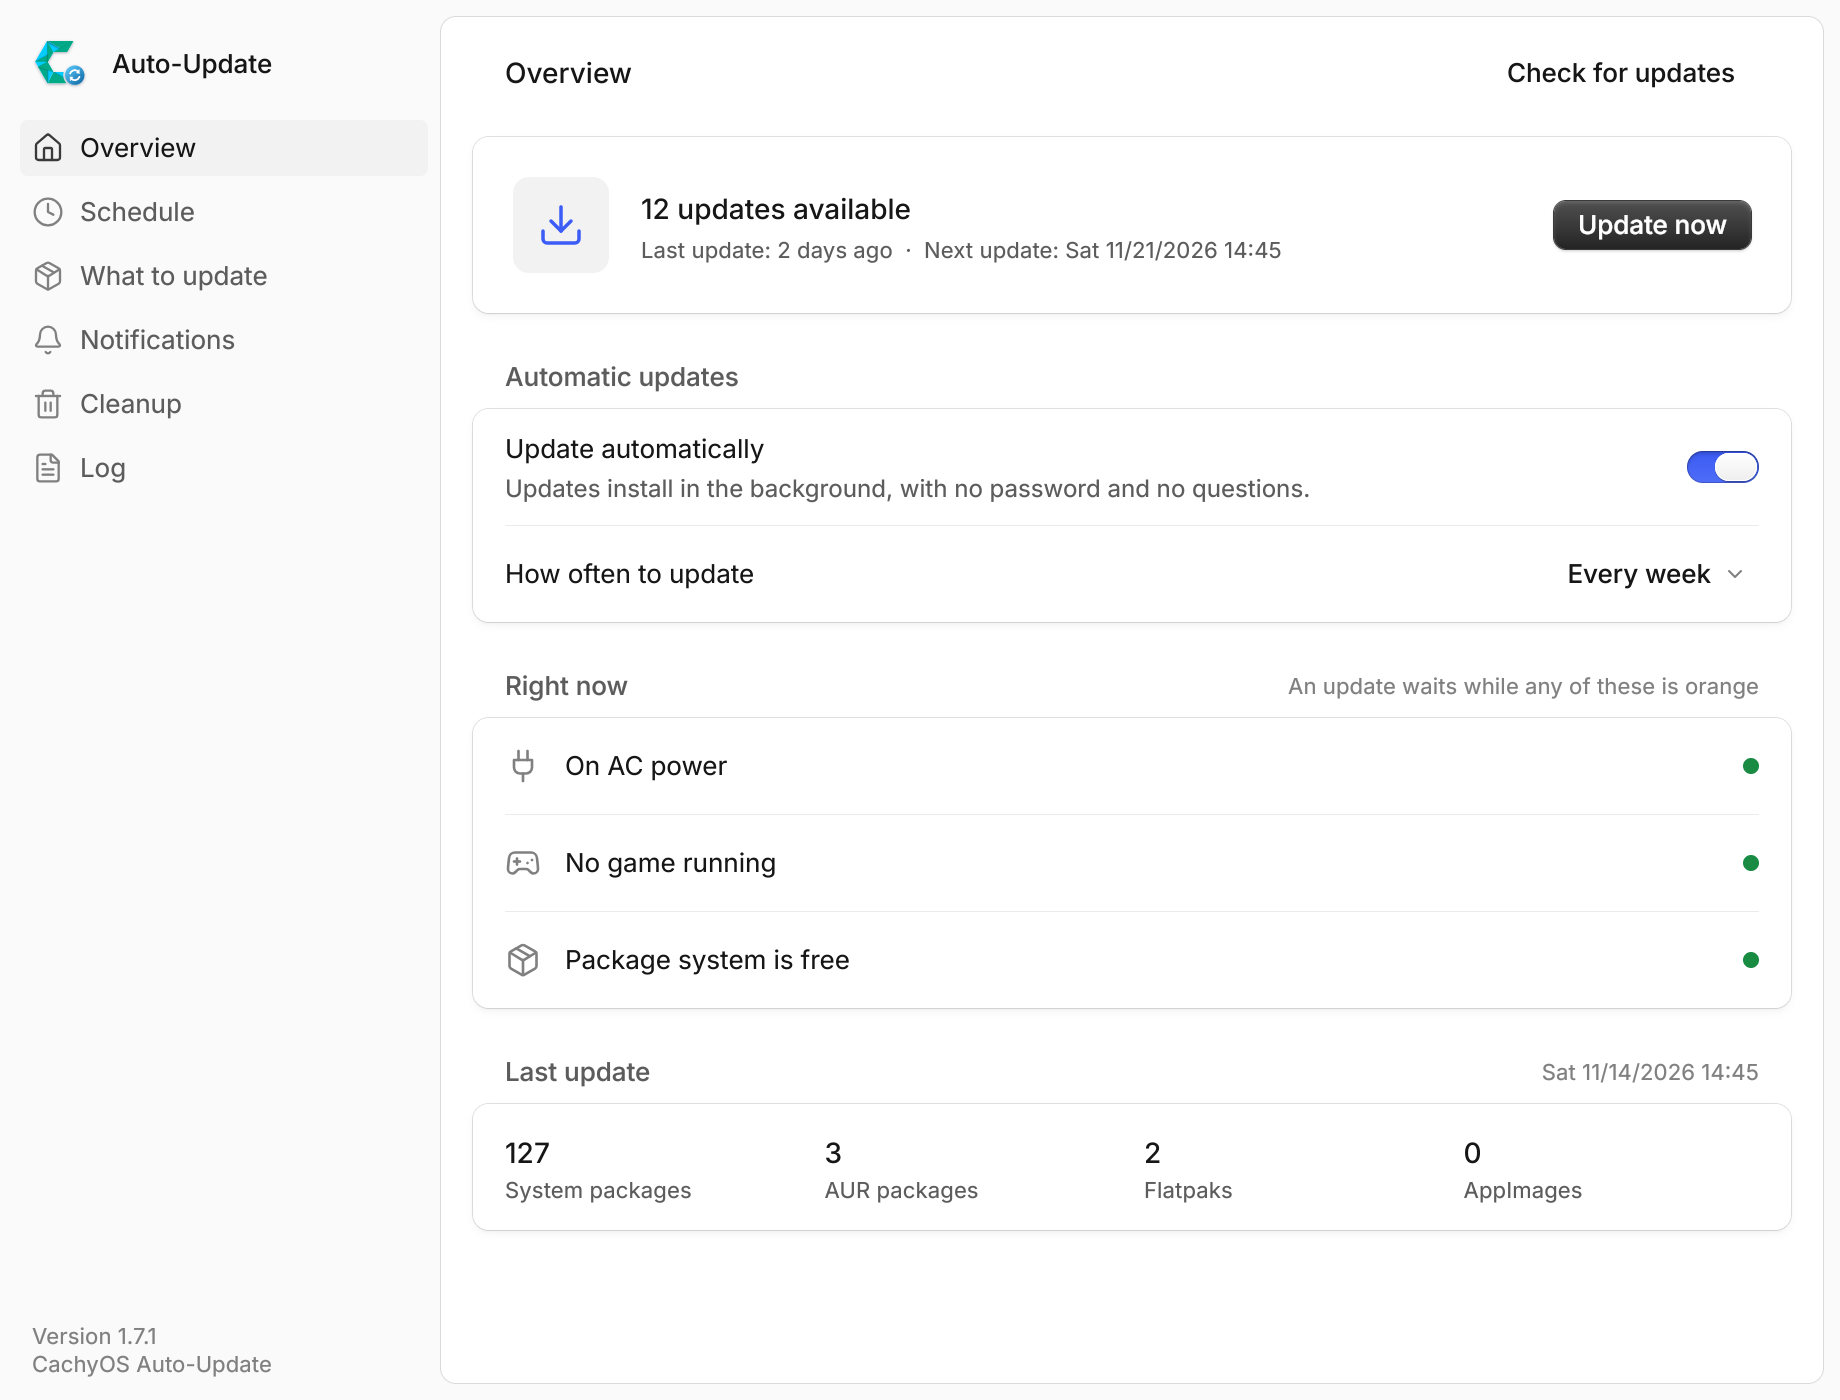 Auto-Update
Overview
Schedule
What to update
Notifications
Cleanup
Log
Version 1.7.1
CachyOS Auto-Update
Overview
Check for updates
12 updates available
Last update: 2 days ago · Next update: Sat 11/21/2026 14:45
Update now
Automatic updates
Update automatically
Updates install in the background, with no password and no questions.
How often to update
Every week
Right now
An update waits while any of these is orange
On AC power
No game running
Package system is free
Last update
Sat 11/14/2026 14:45
127
System packages
3
AUR packages
2
Flatpaks
0
AppImages